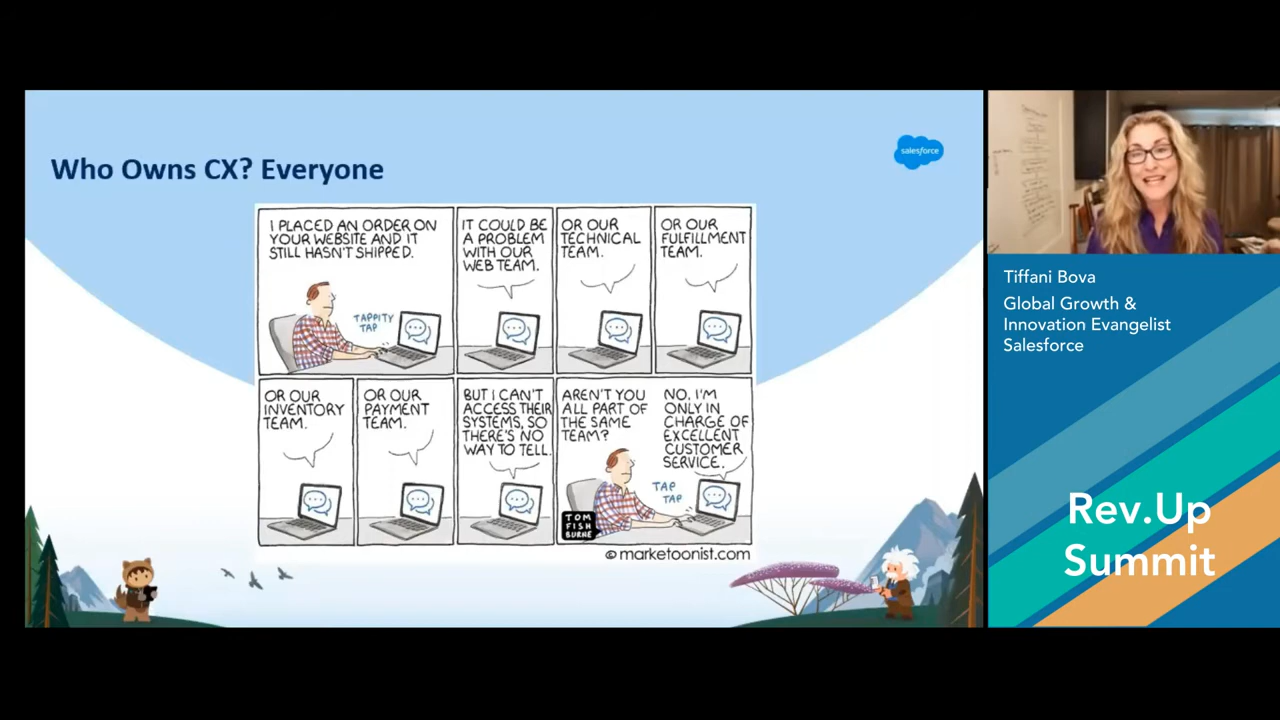 Who Owns CX? Everyone
salesforce
I PLACED AN ORDER ON
YOUR WEBSITE AND IT
STILL HASN'T SHIPPED.
TAPPITY
TAP
IT COULD BE
A PROBLEM
WITH OUR
WEB TEAM.
OR OUR
TECHNICAL
TEAM.
OR OUR
FULFILLMENT
TEAM.
OR OUR
INVENTORY
TEAM.
OR OUR
PAYMENT
TEAM.
BUT I CAN'T
ACCESS THEIR
SYSTEMS, SO
THERE'S NO
WAY TO TELL.
AREN'T YOU
ALL PART OF
THE SAME
TEAM?
NO. I'M
ONLY IN
CHARGE OF
EXCELLENT
CUSTOMER
SERVICE.
TAP
TAP
TOM
FISH
BURNE
© marketoonist.com
Tiffani Bova
Global Growth &
Innovation Evangelist
Salesforce
Rev.Up
Summit